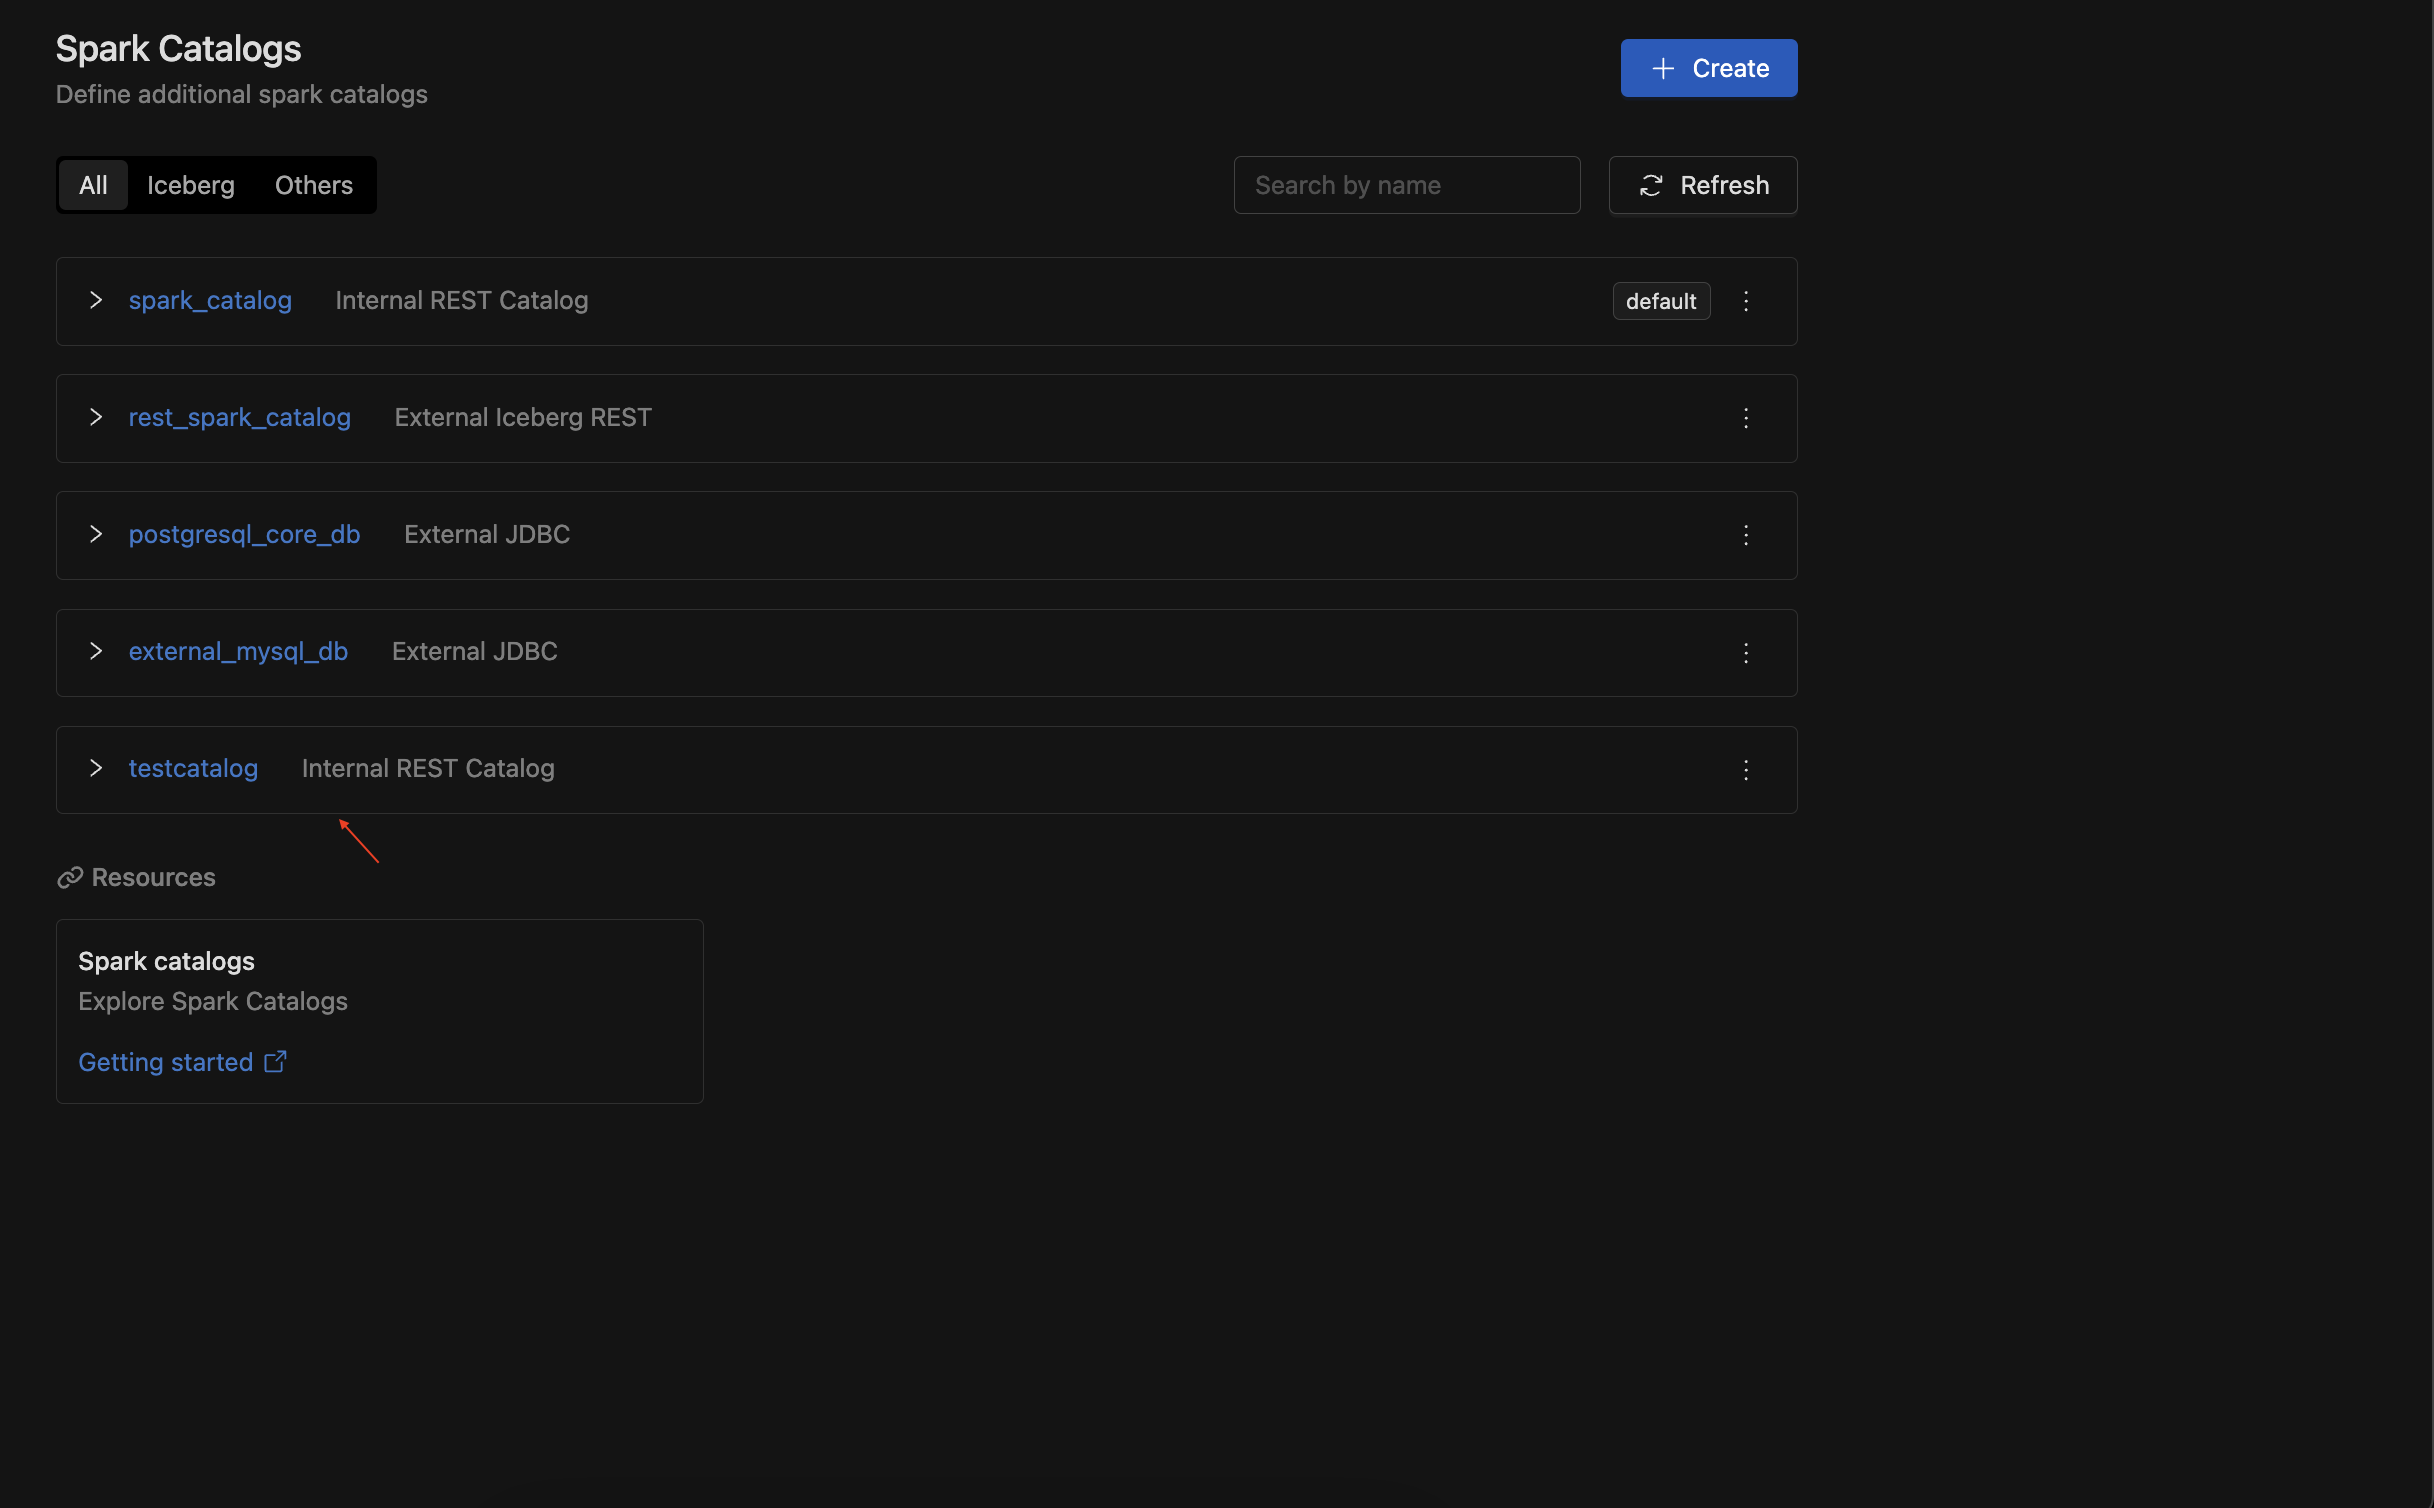 Spark Catalogs
Define additional spark catalogs
Create
All Iceberg Others
Search by name
Refresh
spark_catalog Internal REST Catalog default
rest_spark_catalog External Iceberg REST
postgresql_core_db External JDBC
external_mysql_db External JDBC
testcatalog Internal REST Catalog
Resources
Spark catalogs
Explore Spark Catalogs
Getting started